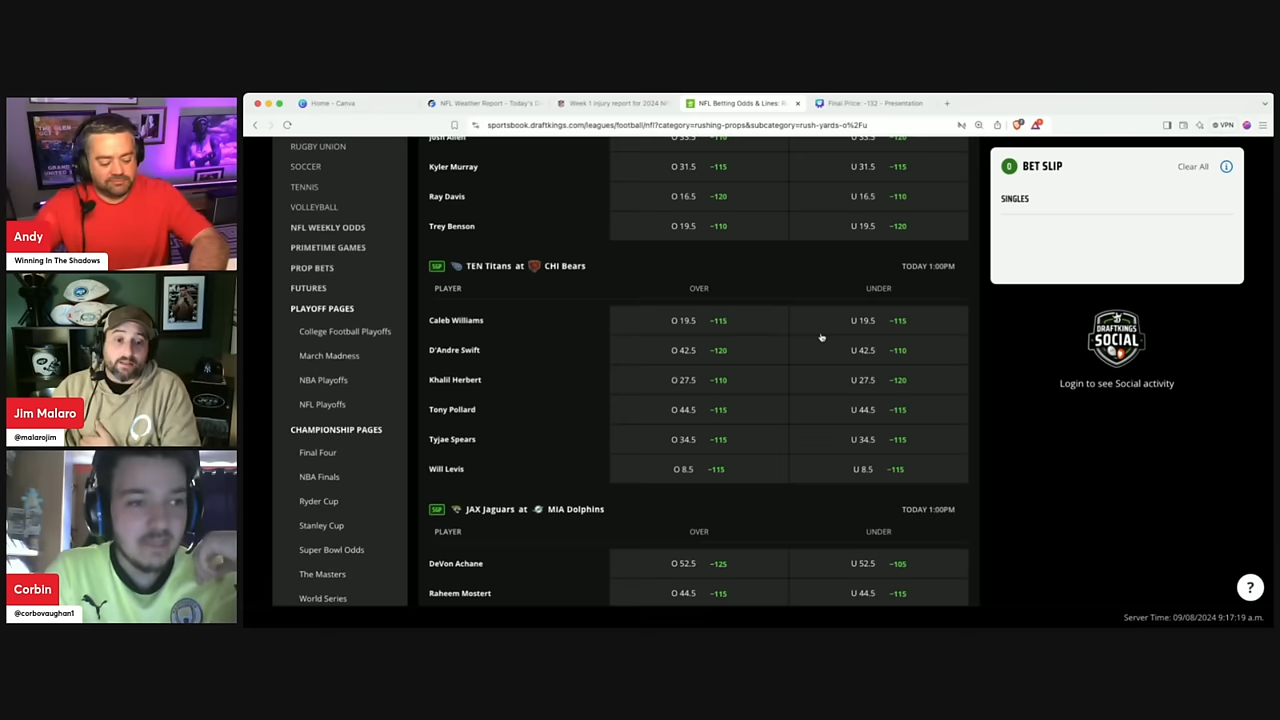 Home - Canva
NFL Weather Report - Today's D
Week 1 injury report for 2024 NF
NFL Betting Odds & Lines: R
Final Price: -132 - Presentation
sportsbook.draftkings.com/leagues/football/nfl?category=rushing-props&subcategory=rush-yards-o%2Fu
VPN
RUGBY UNION
SOCCER
TENNIS
VOLLEYBALL
NFL WEEKLY ODDS
PRIMETIME GAMES
PROP BETS
FUTURES
PLAYOFF PAGES
College Football Playoffs
March Madness
NBA Playoffs
NFL Playoffs
CHAMPIONSHIP PAGES
Final Four
NBA Finals
Ryder Cup
Stanley Cup
Super Bowl Odds
The Masters
World Series
Josh Allen
Kyler Murray O 31.5 -115 U 31.5 -115
Ray Davis O 16.5 -120 U 16.5 -110
Trey Benson O 19.5 -110 U 19.5 -120
SGP TEN Titans at CHI Bears TODAY 1:00PM
PLAYER OVER UNDER
Caleb Williams O 19.5 -115 U 19.5 -115
D'Andre Swift O 42.5 -120 U 42.5 -110
Khalil Herbert O 27.5 -110 U 27.5 -120
Tony Pollard O 44.5 -115 U 44.5 -115
Tyjae Spears O 34.5 -115 U 34.5 -115
Will Levis O 8.5 -115 U 8.5 -115
SGP JAX Jaguars at MIA Dolphins TODAY 1:00PM
PLAYER OVER UNDER
DeVon Achane O 52.5 -125 U 52.5 -105
Raheem Mostert O 44.5 -115 U 44.5 -115
0 BET SLIP Clear All
SINGLES
DRAFTKINGS
SOCIAL
Login to see Social activity
?
Server Time: 09/08/2024 9:17:19 a.m.
Andy
Winning In The Shadows
Jim Malaro
@malarojim
Corbin
@corbovaughan1